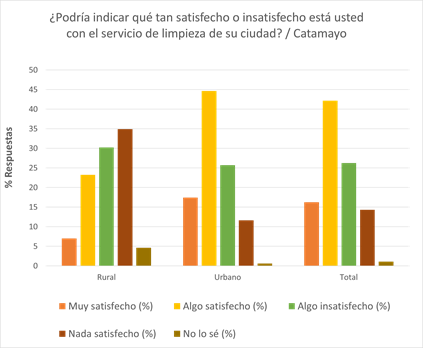 ¿Podría indicar qué tan satisfecho o insatisfecho está usted
con el servicio de limpieza de su ciudad? / Catamayo
% Respuestas
50
45
40
35
30
25
20
15
10
5
0
Rural
Urbano
Total
Muy satisfecho (%)
Algo satisfecho (%)
Algo insatisfecho (%)
Nada satisfecho (%)
No lo sé (%)